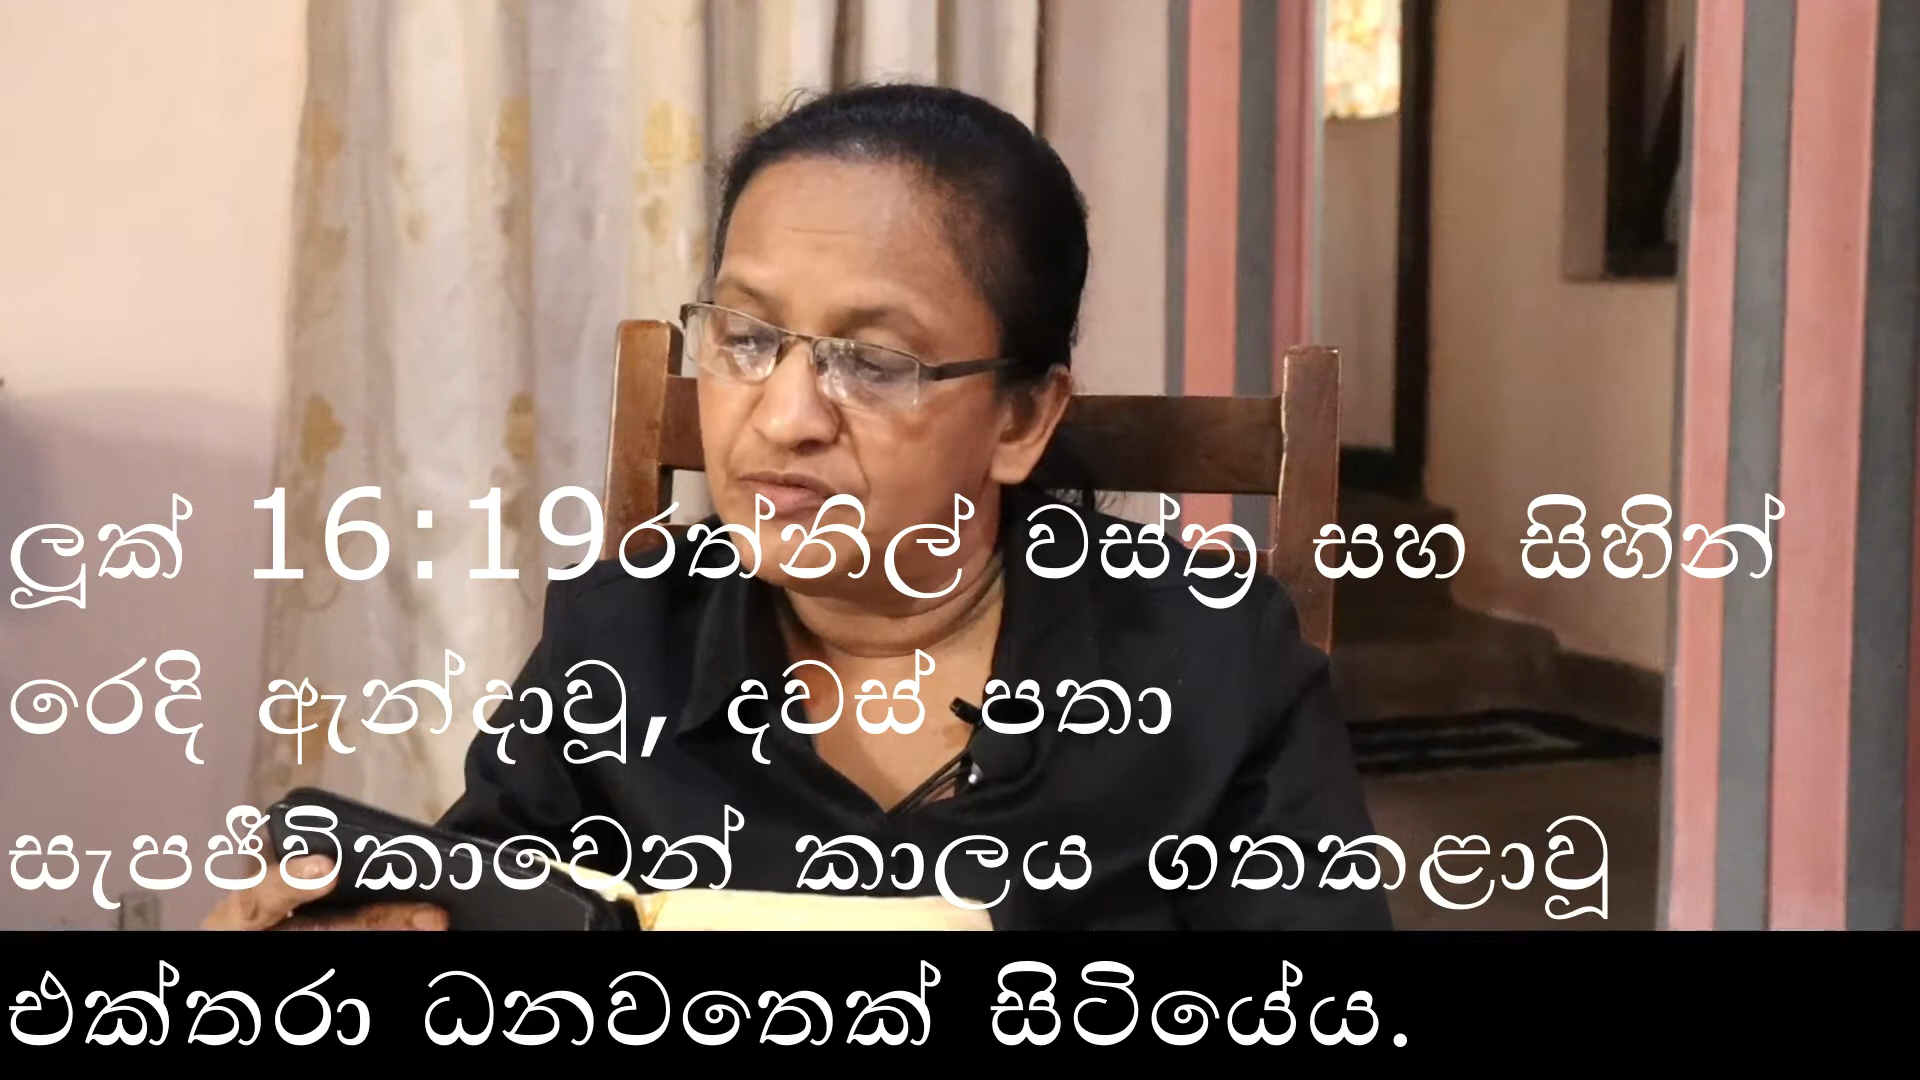 ලූක් 16:19රත්නිල් වස්ත්‍ර සහ සිහින්
රෙදි ඇන්දාවූ, දවස් පතා
සැපජීවිකාවෙන් කාලය ගතකළාවූ
එක්තරා ධනවතෙක් සිටියේය.